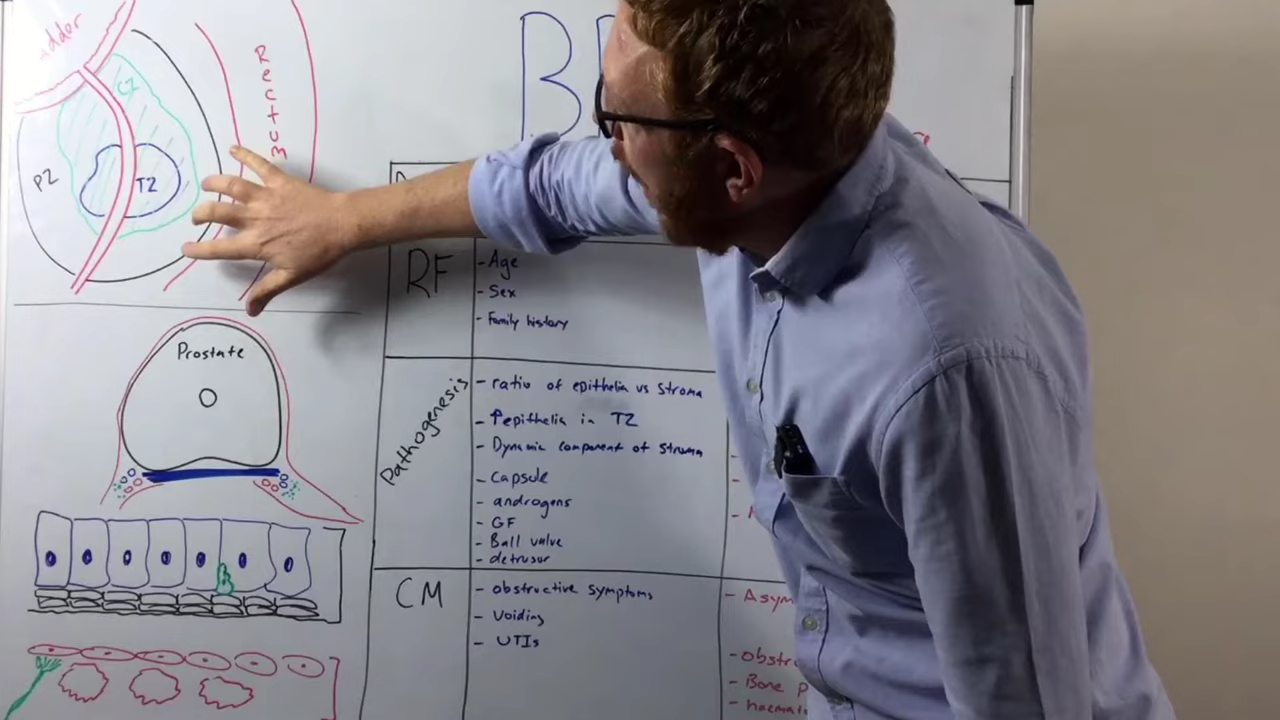 Rectum
CZ
PZ
TZ
Prostate
B
RF
- Age
- Sex
- Family history
Pathogenesis
- ratio of epithelia vs stroma
- ↑epithelia in TZ
- Dynamic component of stroma
- Capsule
- androgens
- GF
- Ball valve
- detrusor
CM
- obstructive symptoms
- Voiding
- UTIs
- Asym
- obstr
- Bone p
- haemat